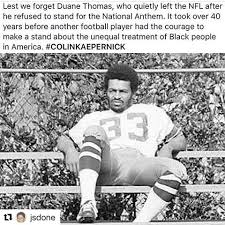 Lest we forget Duane Thomas, who quietly left the NFL after
he refused to stand for the National Anthem. It took over 40
years before another football player had the courage to
make a stand about the unequal treatment of Black people
in America. #COLINKAEPERNICK
33
jsdone